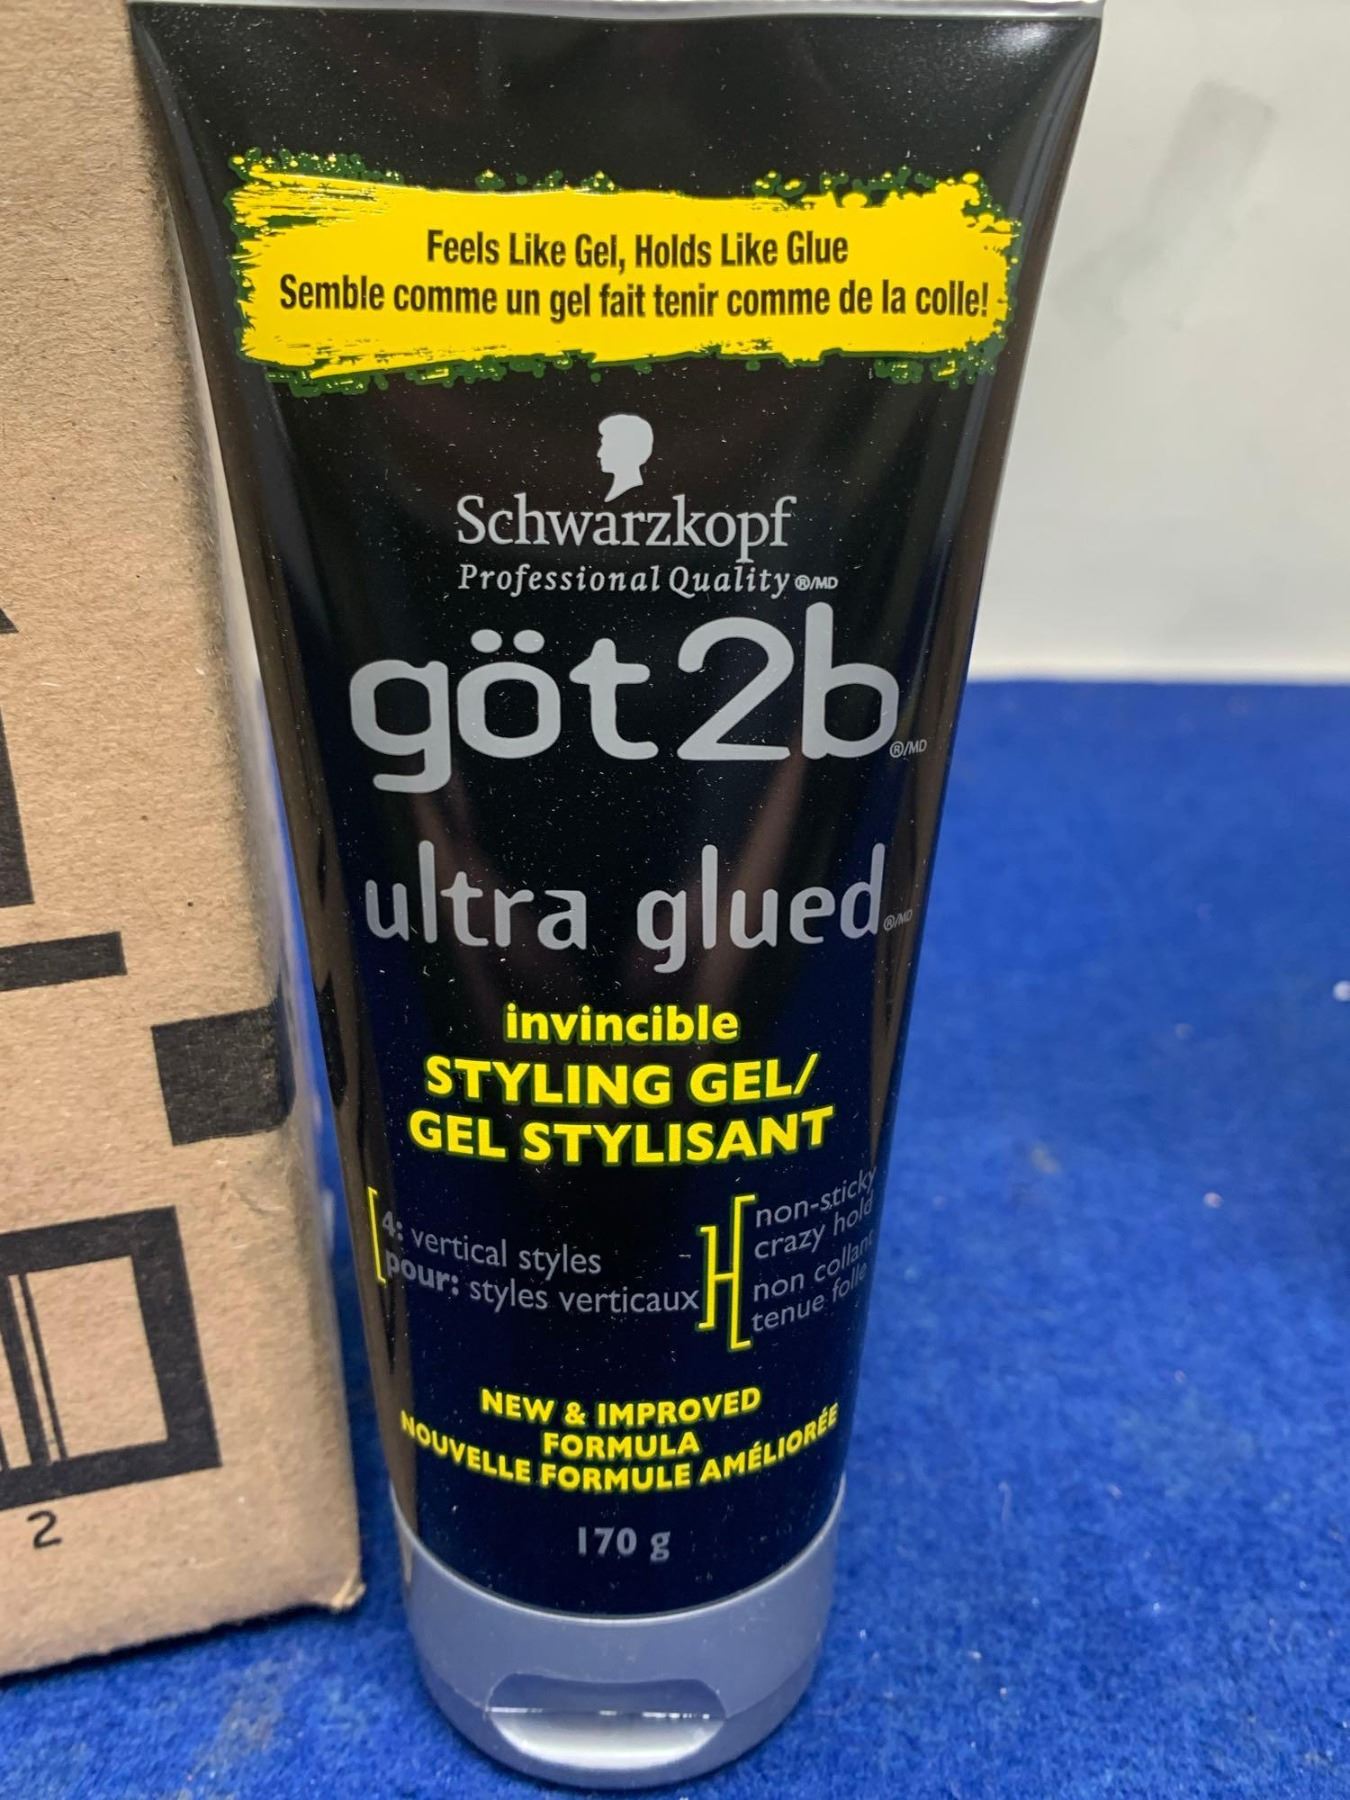 Feels Like Gel, Holds Like Glue
Semble comme un gel fait tenir comme de la colle!
Schwarzkopf
Professional Quality ®/MD
göt2b ®/MD
ultra glued ®/MD
invincible
STYLING GEL/
GEL STYLISANT
4: vertical styles
pour: styles verticaux
non-sticky
crazy hold
non collant
tenue folle
NEW & IMPROVED
FORMULA
NOUVELLE FORMULE AMÉLIORÉE
170 g
2